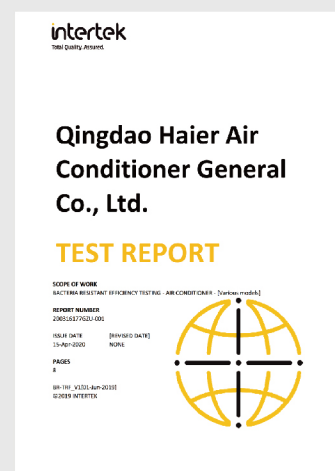 intertek
Total Quality. Assured.
Qingdao Haier Air
Conditioner General
Co., Ltd.
TEST REPORT
SCOPE OF WORK
BACTERIA RESISTANT EFFICIENCY TESTING - AIR CONDITIONER - [Various models]
REPORT NUMBER
ISSUE DATE [REVISED DATE]
15-Apr-2020 NONE
PAGES
8
©2019 INTERTEK